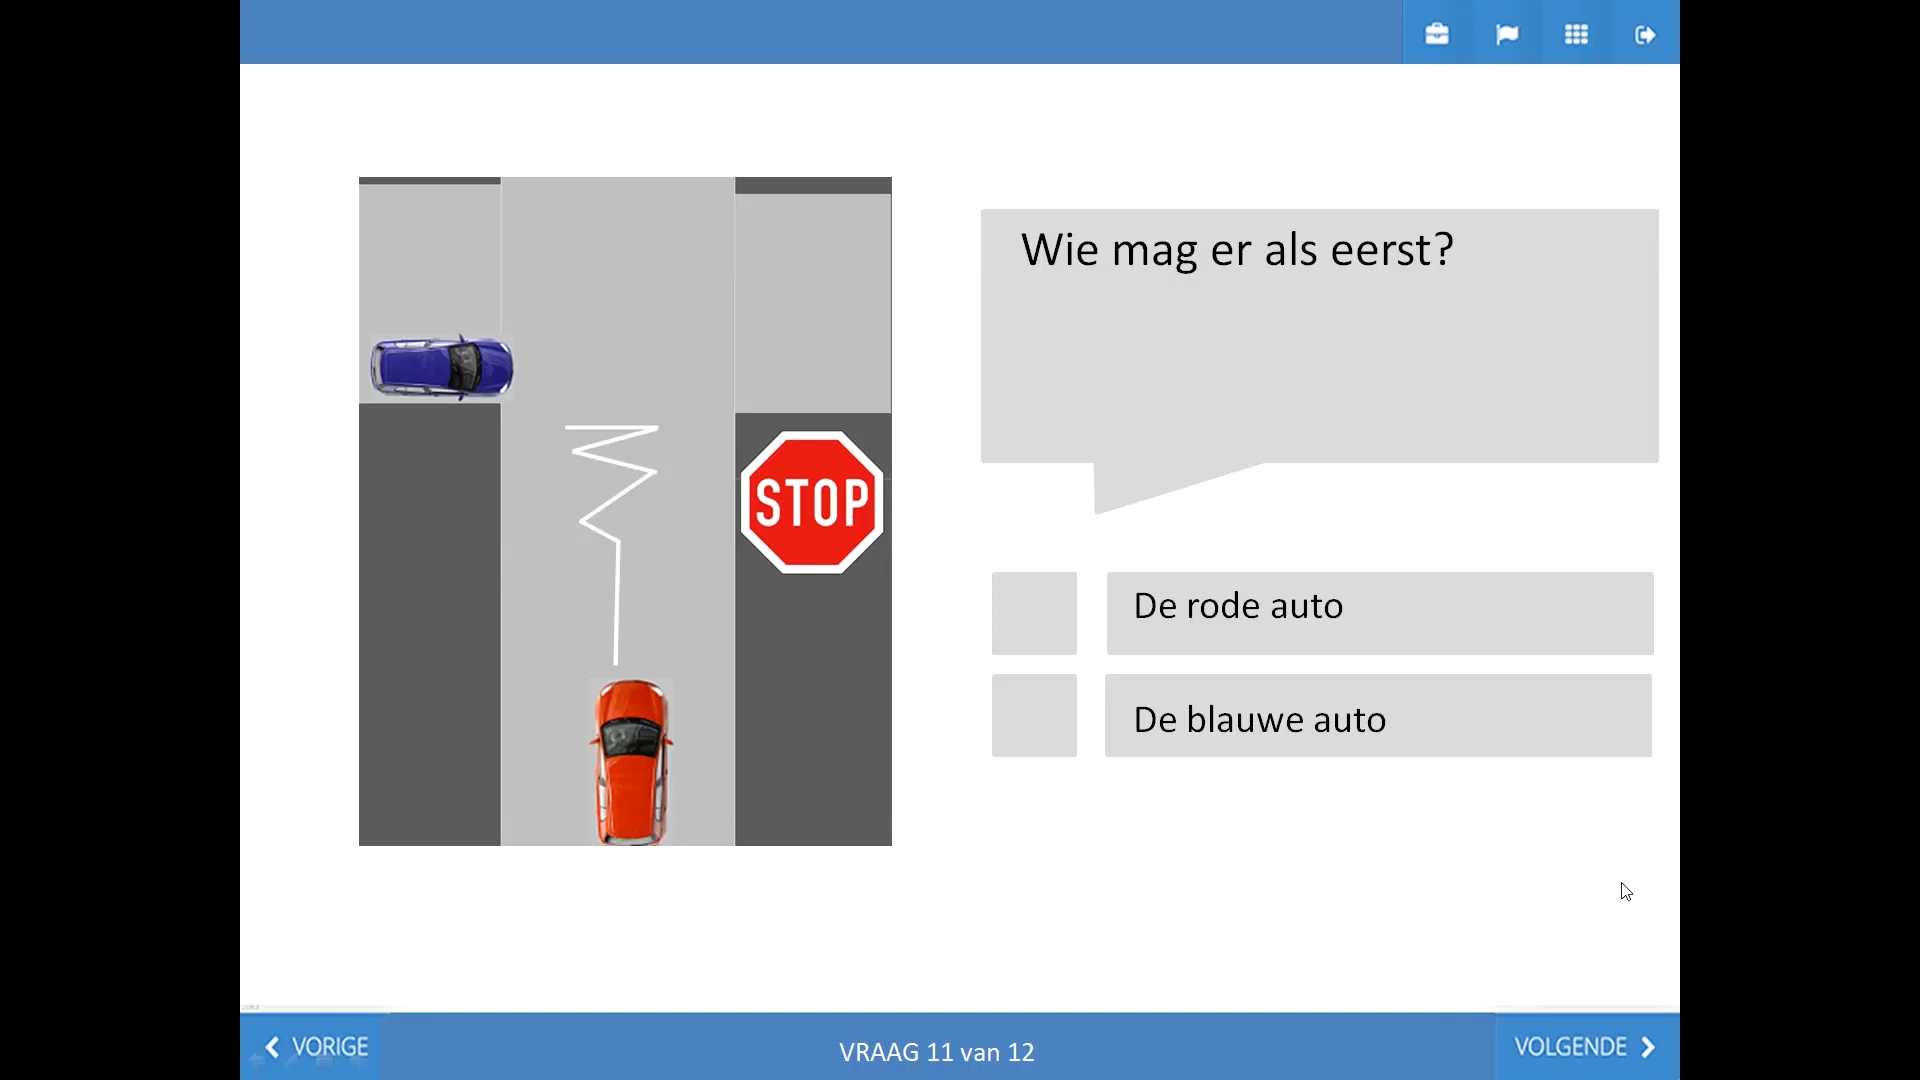 Wie mag er als eerst?
STOP
De rode auto
De blauwe auto
VORIGE
VRAAG 11 van 12
VOLGENDE